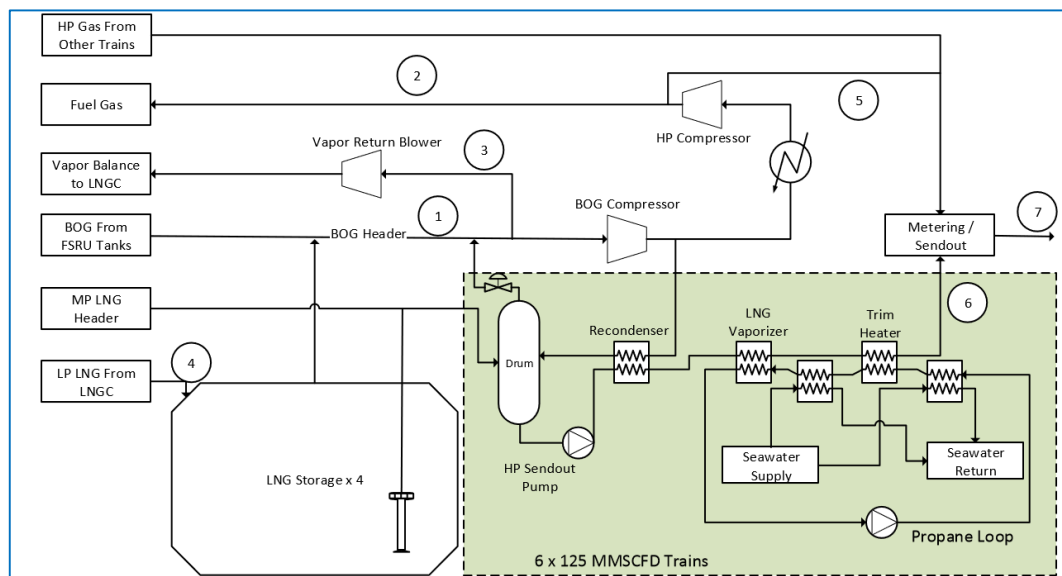 HP Gas From
Other Trains
2
5
Fuel Gas
HP Compressor
Vapor Return Blower
3
Vapor Balance
to LNGC
BOG Compressor
1
7
BOG From
FSRU Tanks
BOG Header
Metering /
Sendout
MP LNG
Header
6
Recondenser
LNG
Vaporizer
Trim
Heater
Drum
LP LNG From
LNGC
4
HP Sendout
Pump
Seawater
Supply
Seawater
Return
LNG Storage x 4
Propane Loop
6 x 125 MMSCFD Trains